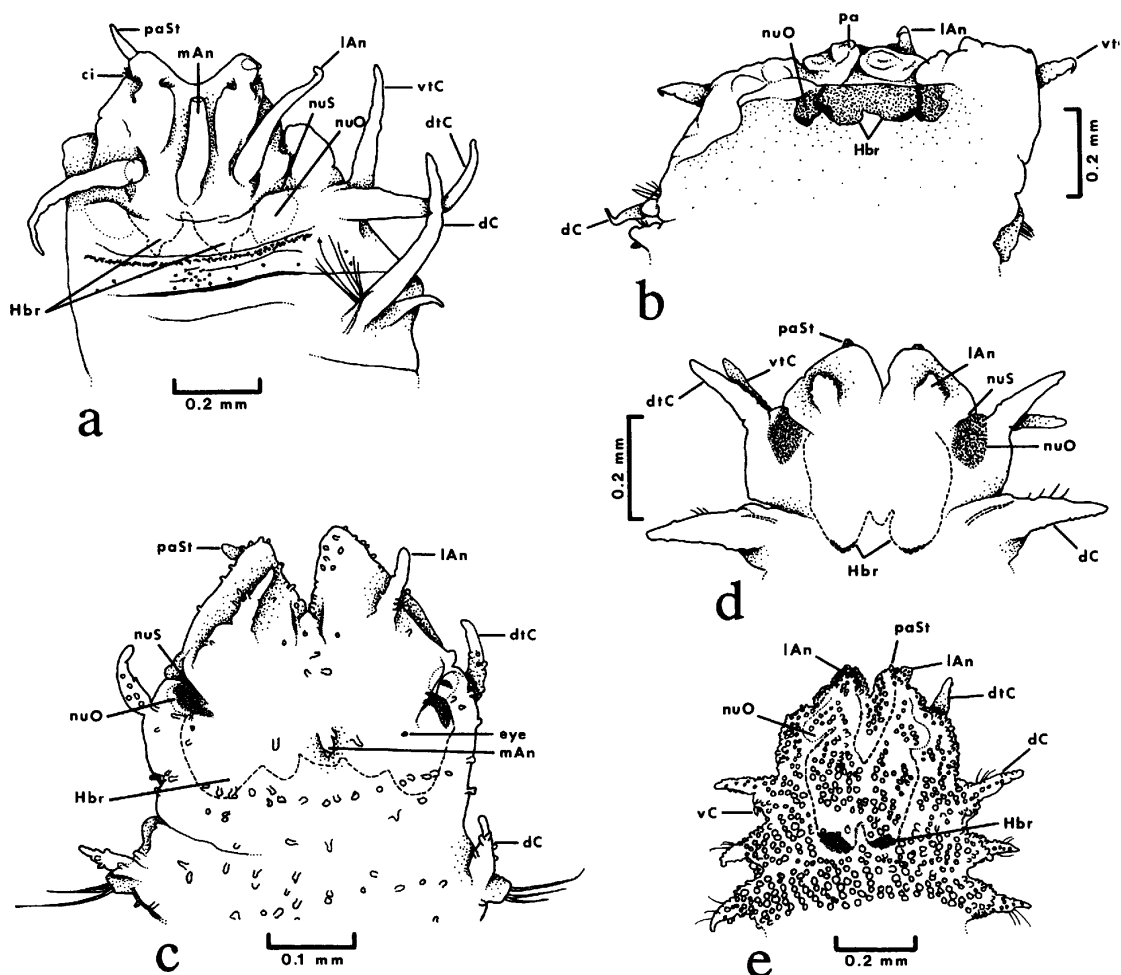 paSt
mAn
lAn
ci
vtC
nuS
nuO
dtC
dC
Hbr
0.2 mm
a
pa
lAn
nuO
vt
Hbr
0.2 mm
dC
b
paSt
vtC
lAn
dtC
nuS
nuO
0.2 mm
dC
Hbr
d
paSt
lAn
dtC
nuS
nuO
eye
mAn
Hbr
dC
0.1 mm
c
paSt
lAn
lAn
dtC
nuO
dC
vC
Hbr
0.2 mm
e